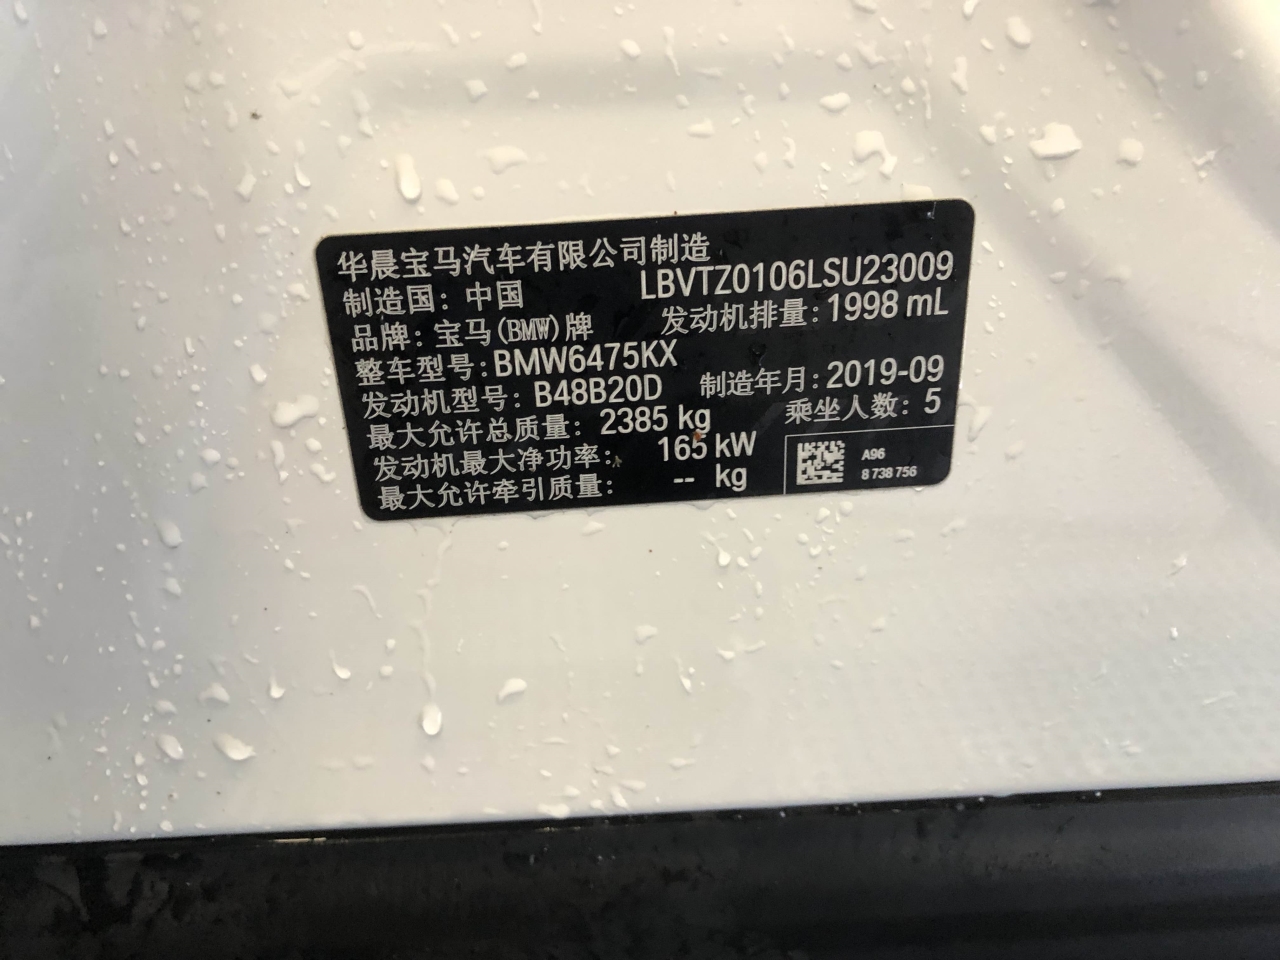 华晨宝马汽车有限公司制造
制造国：中国 LBVTZ0106LSU23009
品牌：宝马(BMW)牌 发动机排量：1998 mL
整车型号：BMW6475KX
发动机型号：B48B20D 制造年月：2019-09
最大允许总质量：2385 kg 乘坐人数：5
发动机最大净功率：165 kW
最大允许牵引质量：-- kg
A96
8 738 756